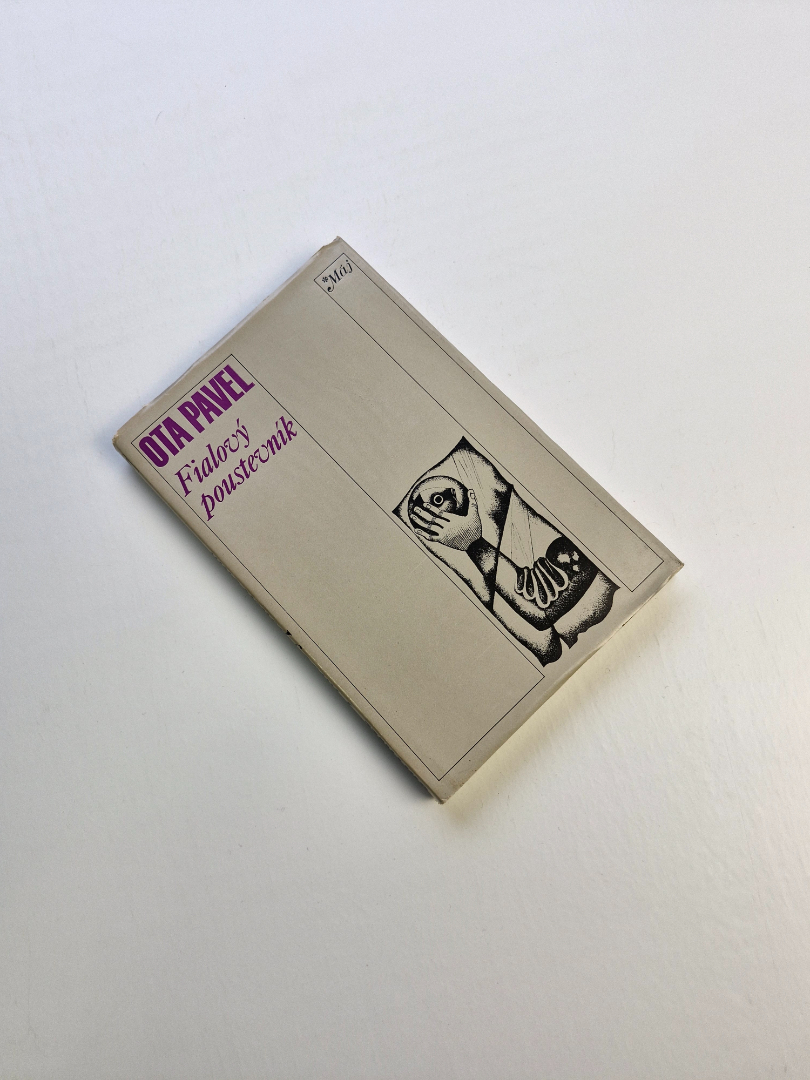 *Máj
OTA PAVEL
Fialový
poustevník